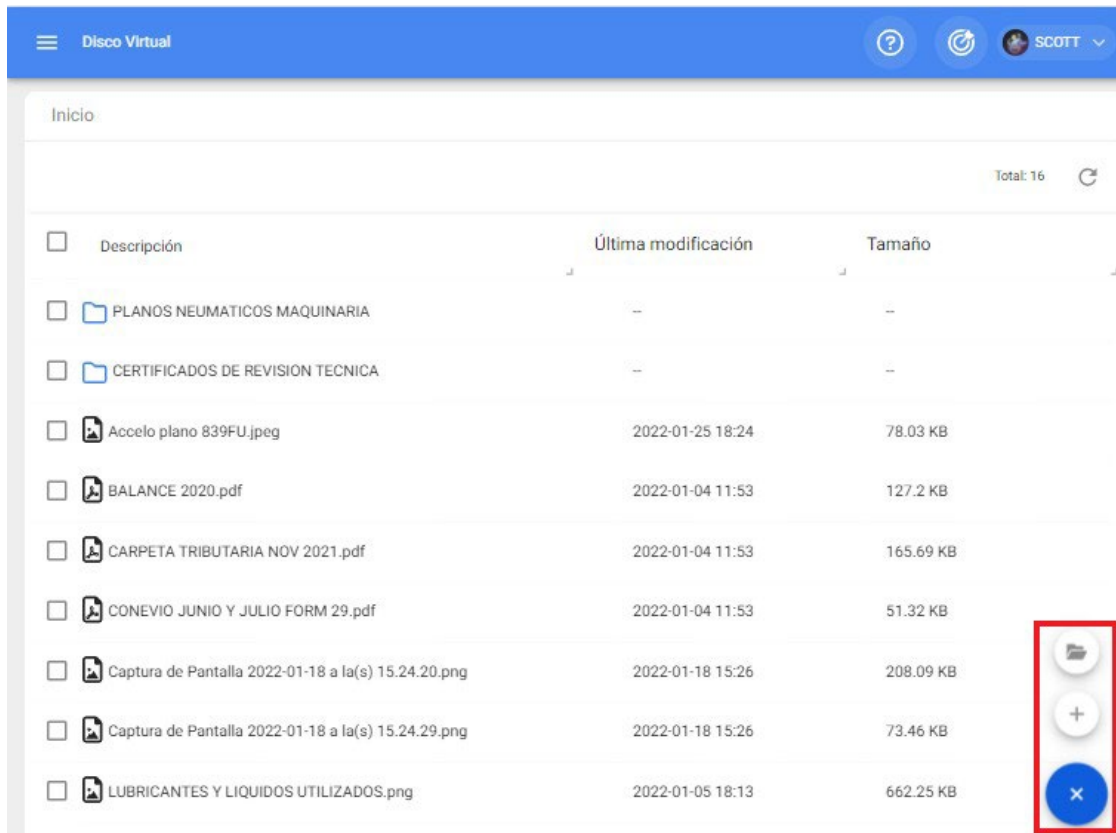 Disco Virtual
SCOTT
Inicio
Total: 16
Descripción Última modificación Tamaño
PLANOS NEUMATICOS MAQUINARIA -- --
CERTIFICADOS DE REVISION TECNICA -- --
Accelo plano 839FU.jpeg 2022-01-25 18:24 78.03 KB
BALANCE 2020.pdf 2022-01-04 11:53 127.2 KB
CARPETA TRIBUTARIA NOV 2021.pdf 2022-01-04 11:53 165.69 KB
CONEVIO JUNIO Y JULIO FORM 29.pdf 2022-01-04 11:53 51.32 KB
Captura de Pantalla 2022-01-18 a la(s) 15.24.20.png 2022-01-18 15:26 208.09 KB
Captura de Pantalla 2022-01-18 a la(s) 15.24.29.png 2022-01-18 15:26 73.46 KB
LUBRICANTES Y LIQUIDOS UTILIZADOS.png 2022-01-05 18:13 662.25 KB